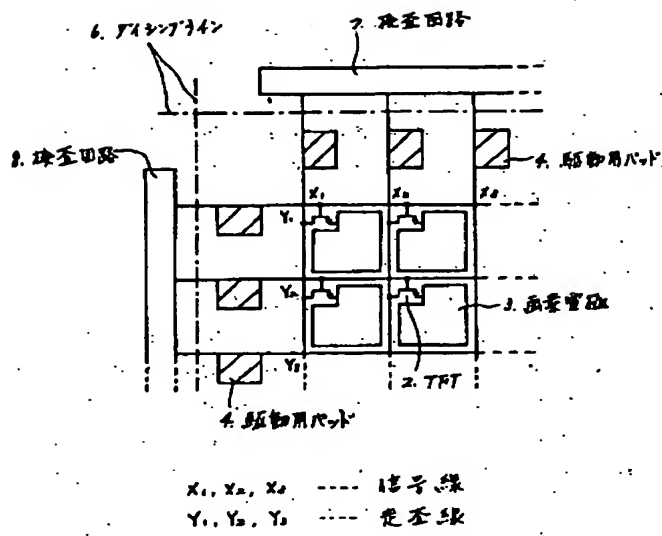 6. ダイシングライン
7. 検査回路
8. 検査回路
4. 駆動用パッド
X₁ X₂ X₃
Y₁
Y₂
3. 画素電極
Y₃
2. TFT
4. 駆動用パッド
X₁, X₂, X₃ ---- 信号線
Y₁, Y₂, Y₃ ---- 走査線